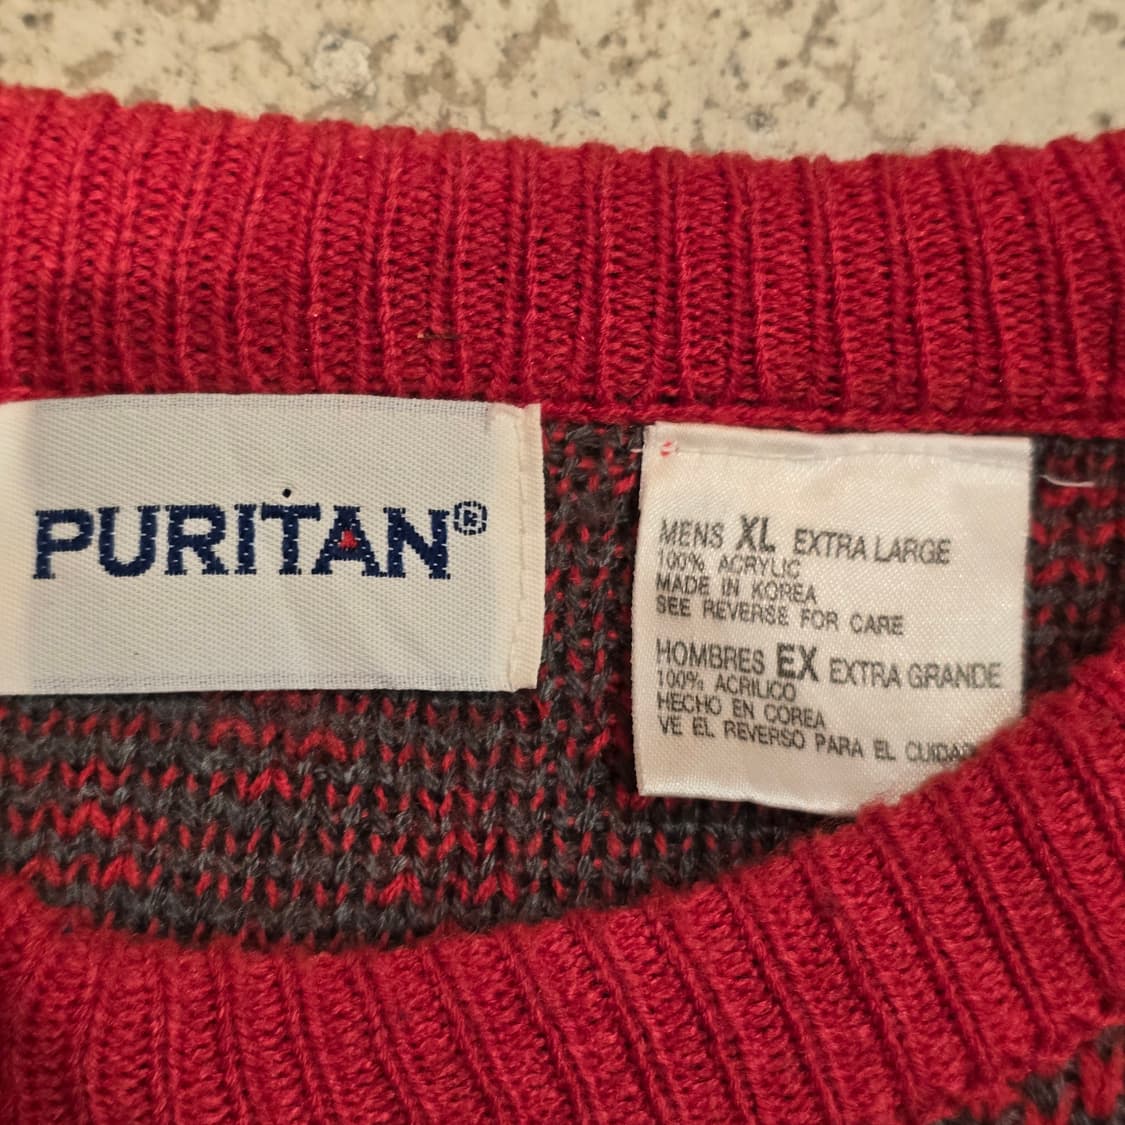 PURITAN®
MENS XL EXTRA LARGE
100% ACRYLIC
MADE IN KOREA
SEE REVERSE FOR CARE
HOMBRES EX EXTRA GRANDE
100% ACRILICO
HECHO EN COREA
VE EL REVERSO PARA EL